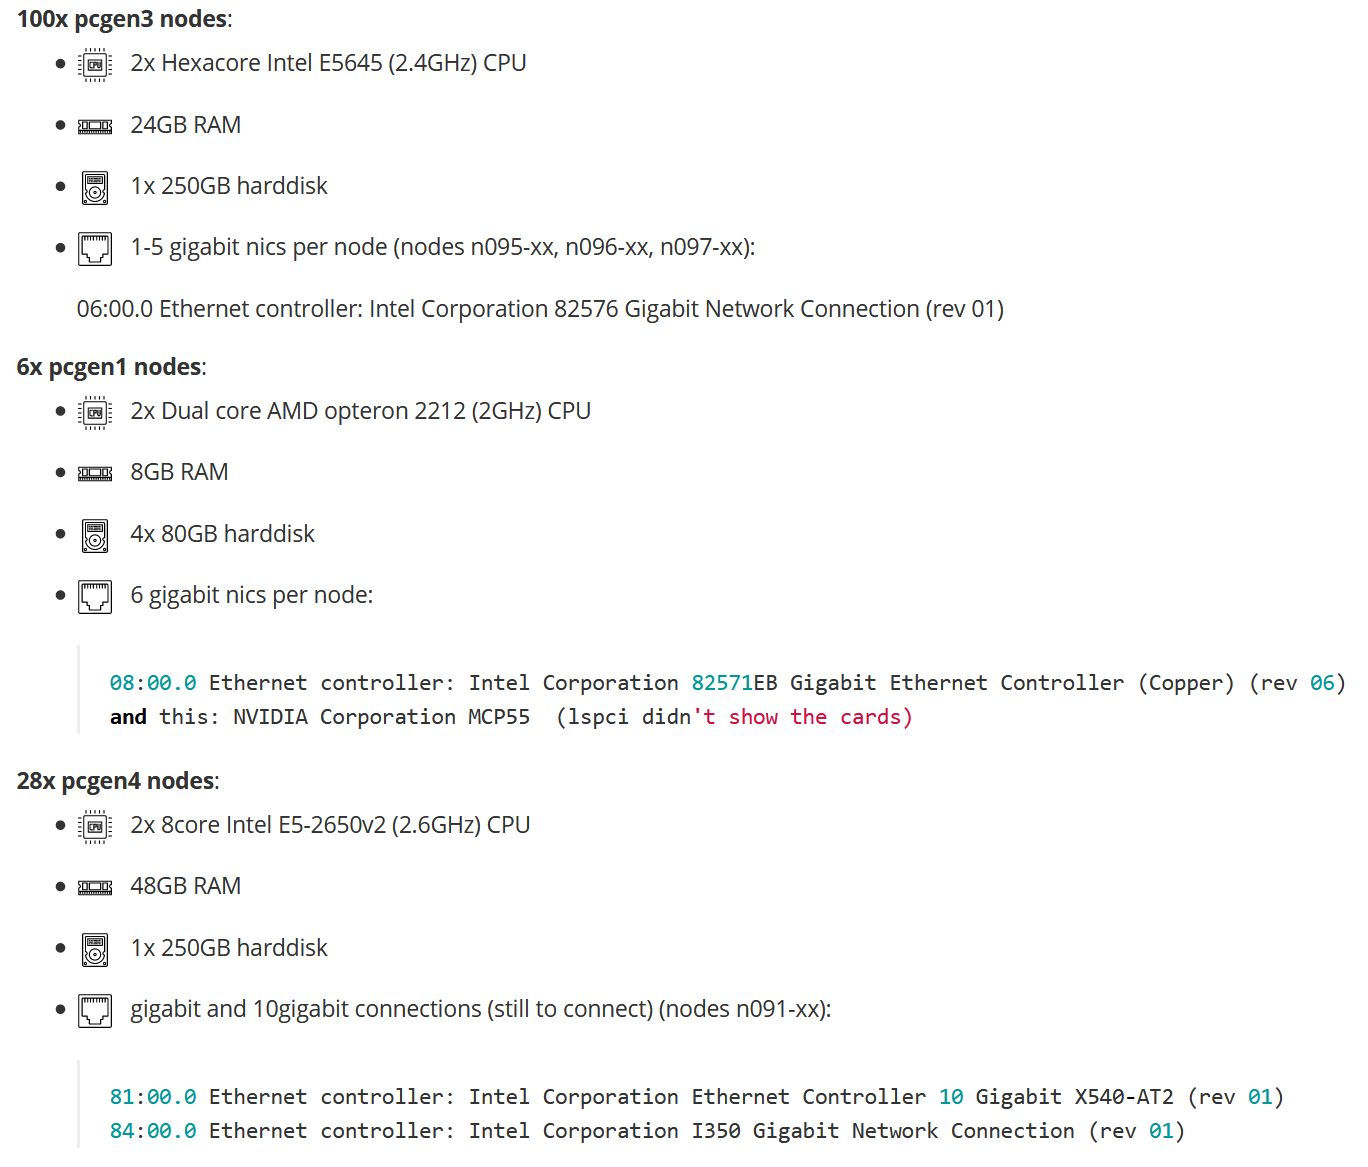 100x pcgen3 nodes:
CPU 2x Hexacore Intel E5645 (2.4GHz) CPU
24GB RAM
1x 250GB harddisk
1-5 gigabit nics per node (nodes n095-xx, n096-xx, n097-xx):
06:00.0 Ethernet controller: Intel Corporation 82576 Gigabit Network Connection (rev 01)
6x pcgen1 nodes:
CPU 2x Dual core AMD opteron 2212 (2GHz) CPU
8GB RAM
4x 80GB harddisk
6 gigabit nics per node:
08:00.0 Ethernet controller: Intel Corporation 82571EB Gigabit Ethernet Controller (Copper) (rev 06)
and this: NVIDIA Corporation MCP55  (lspci didn't show the cards)
28x pcgen4 nodes:
CPU 2x 8core Intel E5-2650v2 (2.6GHz) CPU
48GB RAM
1x 250GB harddisk
gigabit and 10gigabit connections (still to connect) (nodes n091-xx):
81:00.0 Ethernet controller: Intel Corporation Ethernet Controller 10 Gigabit X540-AT2 (rev 01)
84:00.0 Ethernet controller: Intel Corporation I350 Gigabit Network Connection (rev 01)